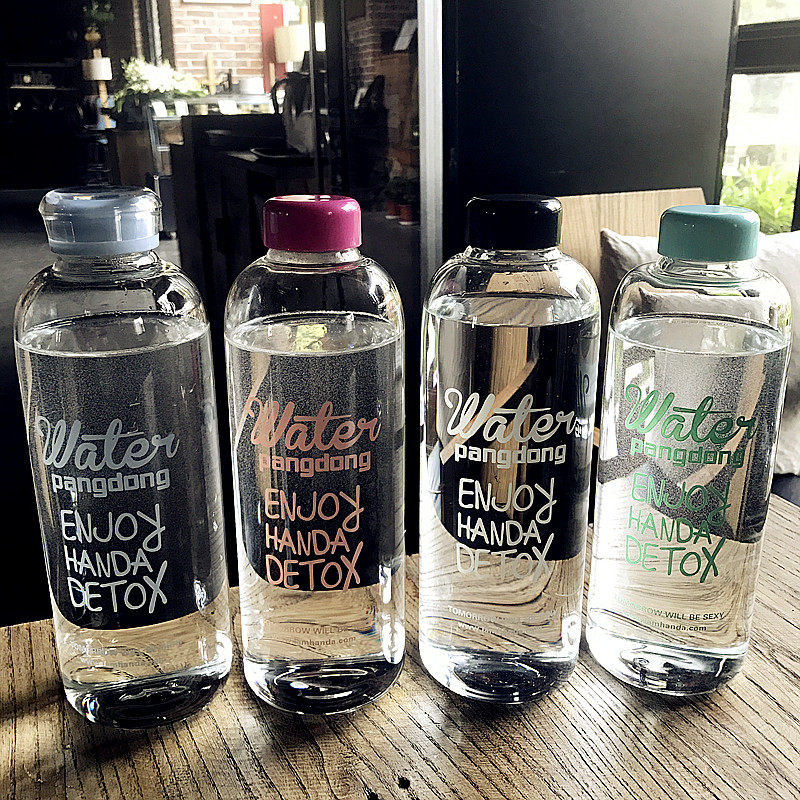 Water
pangdong
ENJOY
HANDA
DETOX
Water
pangdong
ENJOY
HANDA
DETOX
Water
pangdong
ENJOY
HANDA
DETOX
TOMORROW
Water
pangdong
ENJOY
HANDA
DETOX
WILL BE SEXY